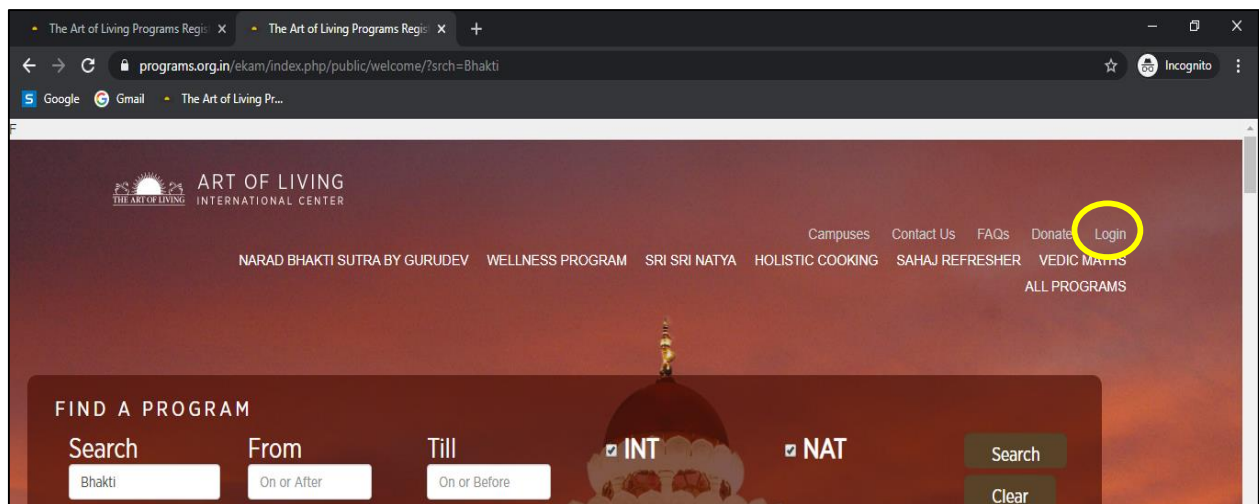 The Art of Living Programs Regis
The Art of Living Programs Regis
programs.org.in/ekam/index.php/public/welcome/?srch=Bhakti
Incognito
Google
Gmail
The Art of Living Pr...
F
THE ART OF LIVING
ART OF LIVING
INTERNATIONAL CENTER
Campuses Contact Us FAQs Donate Login
NARAD BHAKTI SUTRA BY GURUDEV WELLNESS PROGRAM SRI SRI NATYA HOLISTIC COOKING SAHAJ REFRESHER VEDIC MATHS
ALL PROGRAMS
FIND A PROGRAM
Search From Till INT NAT Search
Bhakti On or After On or Before Clear